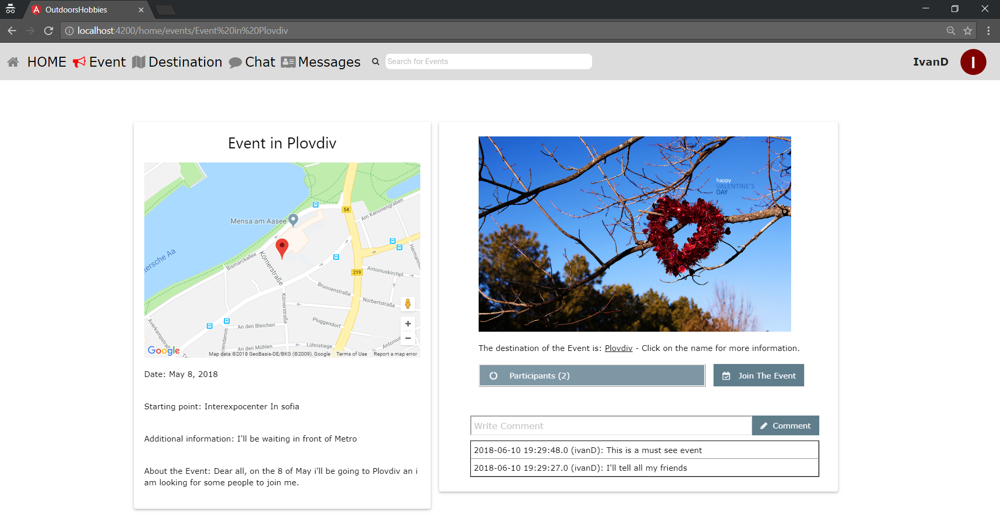 OutdoorsHobbies
localhost:4200/home/events/Event%20in%20Plovdiv
HOME Event Destination Chat Messages Search for Events IvanD I
Event in Plovdiv
Mensa am Aasee
54
Am Kanonengraben
Hermannst
ersche Aa
Bismarckallee
Körnerstraße
219
Antoniuskirchpl.
Brunnenstraße
Norbertstraße
Körnerstraße
Pluggendorf
An den Bleichen
Averkampstraß
pendamm
An den Mühlen
Lühnstiege
Antonius
+
−
Google
Map data ©2018 GeoBasis-DE/BKG (©2009), Google Terms of Use Report a map error
Date: May 8, 2018
Starting point: Interexpocenter In sofia
Additional information: I'll be waiting in front of Metro
About the Event: Dear all, on the 8 of May i'll be going to Plovdiv an i
am looking for some people to join me.
happy
VALENTINE'S
DAY
The destination of the Event is: Plovdiv - Click on the name for more information.
Participants (2) Join The Event
Write Comment Comment
2018-06-10 19:29:48.0 (ivanD): This is a must see event
2018-06-10 19:29:27.0 (ivanD): I'll tell all my friends